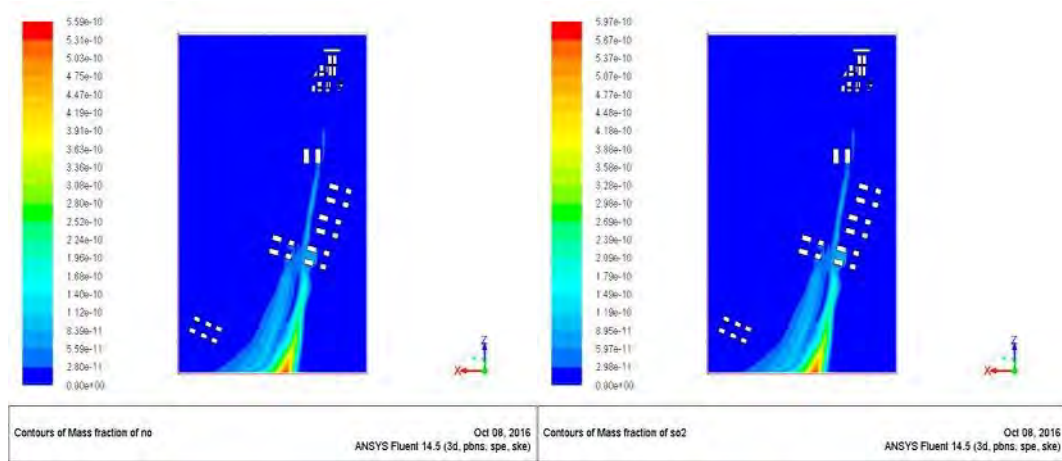 5.59e-10
5.31e-10
5.03e-10
4.75e-10
4.47e-10
4.19e-10
3.91e-10
3.63e-10
3.36e-10
3.08e-10
2.80e-10
2.52e-10
2.24e-10
1.96e-10
1.68e-10
1.40e-10
1.12e-10
8.39e-11
5.59e-11
2.80e-11
0.00e+00
Z
X
Contours of Mass fraction of no
Oct 08, 2016
ANSYS Fluent 14.5 (3d, pbns, spe, ske)
5.97e-10
5.67e-10
5.37e-10
5.07e-10
4.77e-10
4.48e-10
4.18e-10
3.88e-10
3.58e-10
3.28e-10
2.98e-10
2.69e-10
2.39e-10
2.09e-10
1.79e-10
1.49e-10
1.19e-10
8.95e-11
5.97e-11
2.98e-11
0.00e+00
Z
X
Contours of Mass fraction of so2
Oct 08, 2016
ANSYS Fluent 14.5 (3d, pbns, spe, ske)